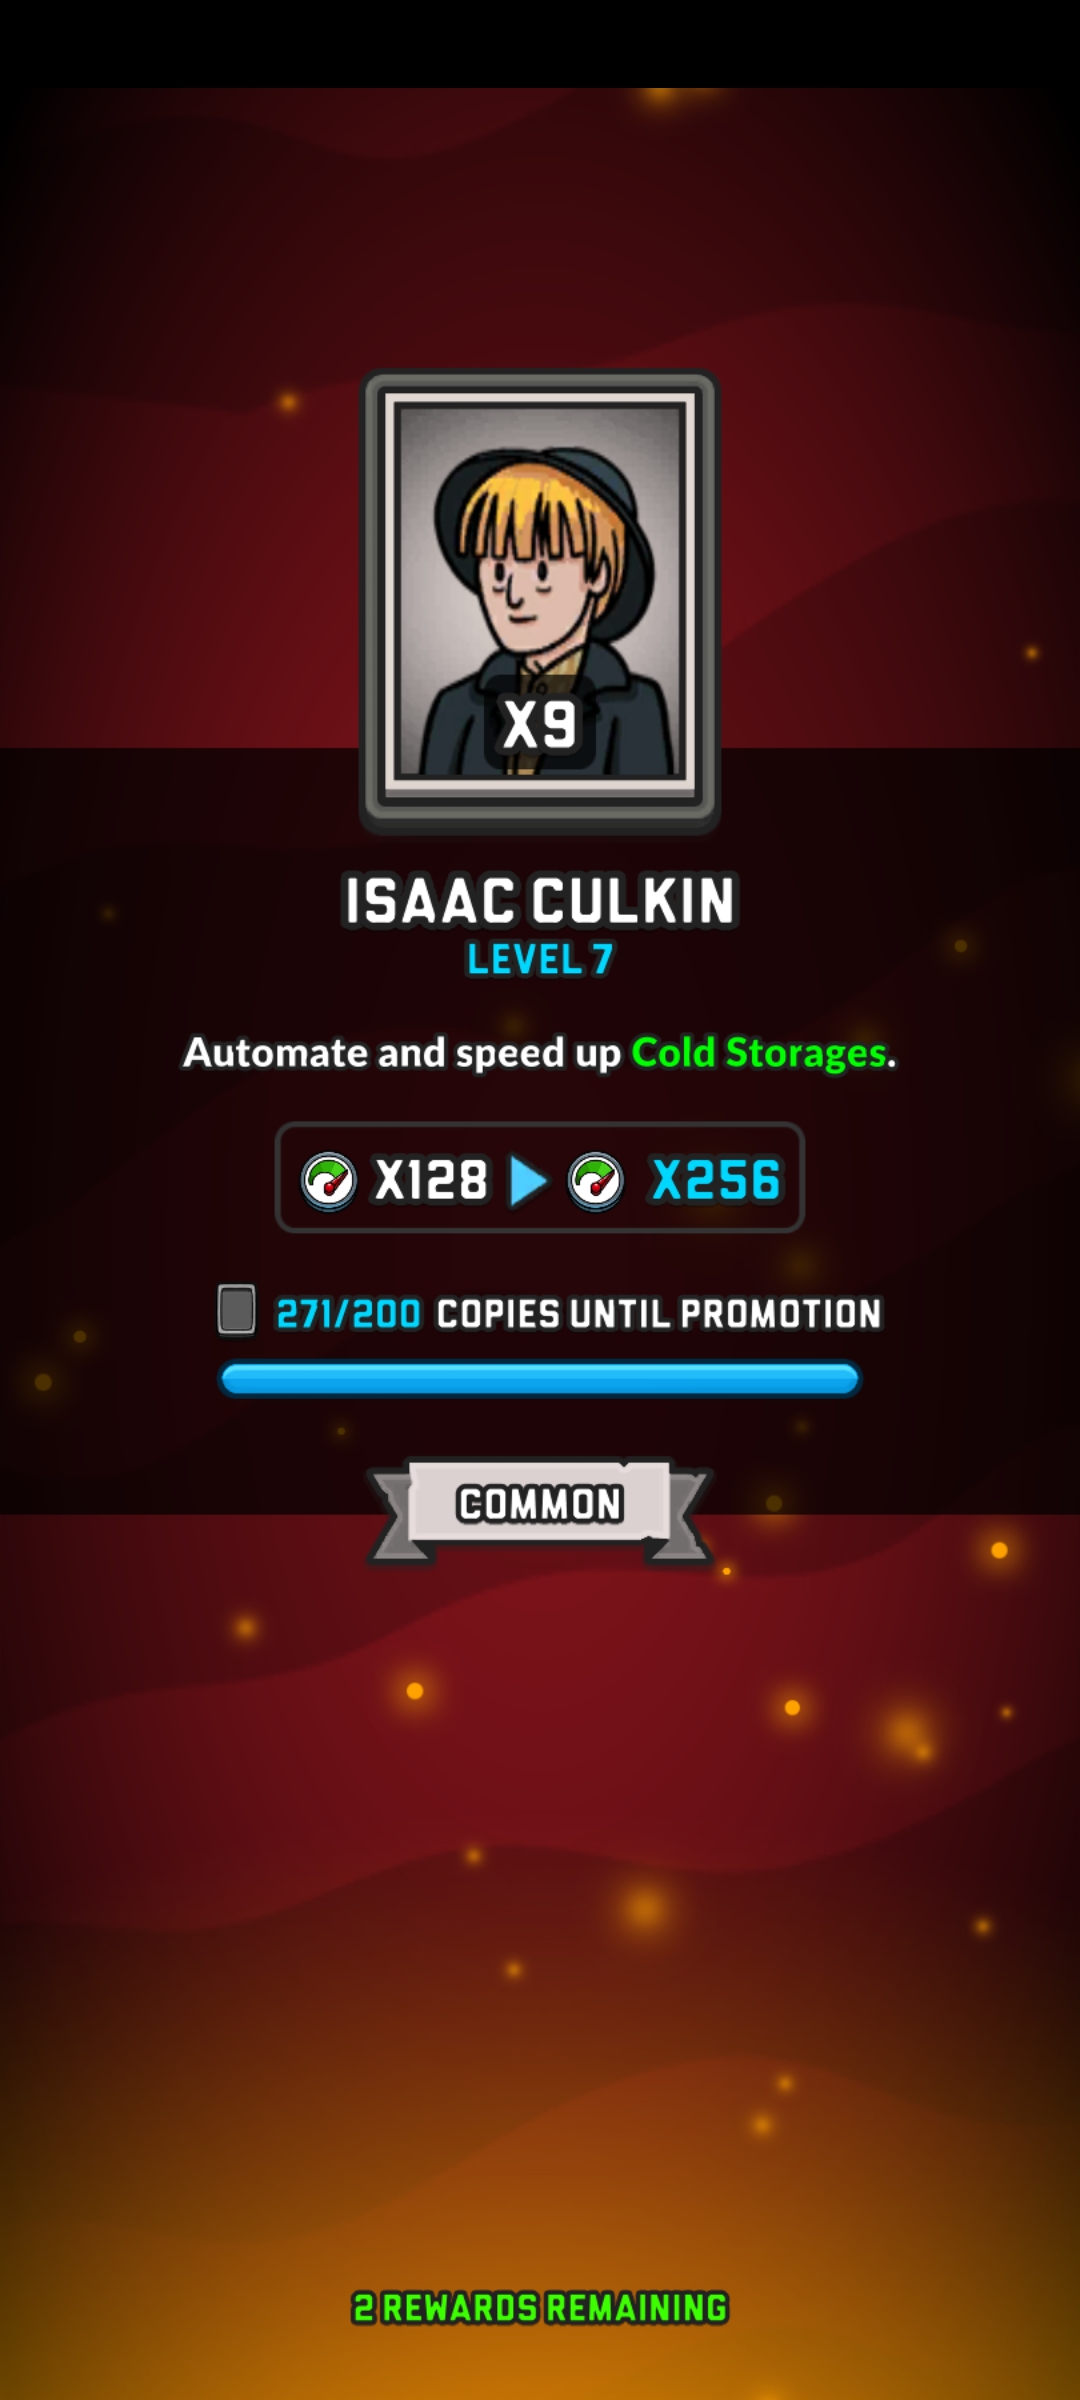 X9
ISAAC CULKIN
LEVEL 7
Automate and speed up Cold Storages.
X128 X256
271/200 COPIES UNTIL PROMOTION
COMMON
2 REWARDS REMAINING